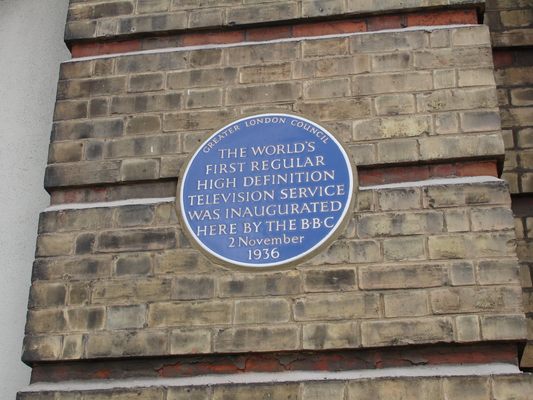 GREATER LONDON COUNCIL
THE WORLD'S
FIRST REGULAR
HIGH DEFINITION
TELEVISION SERVICE
WAS INAUGURATED
HERE BY THE BBC
2 November
1936